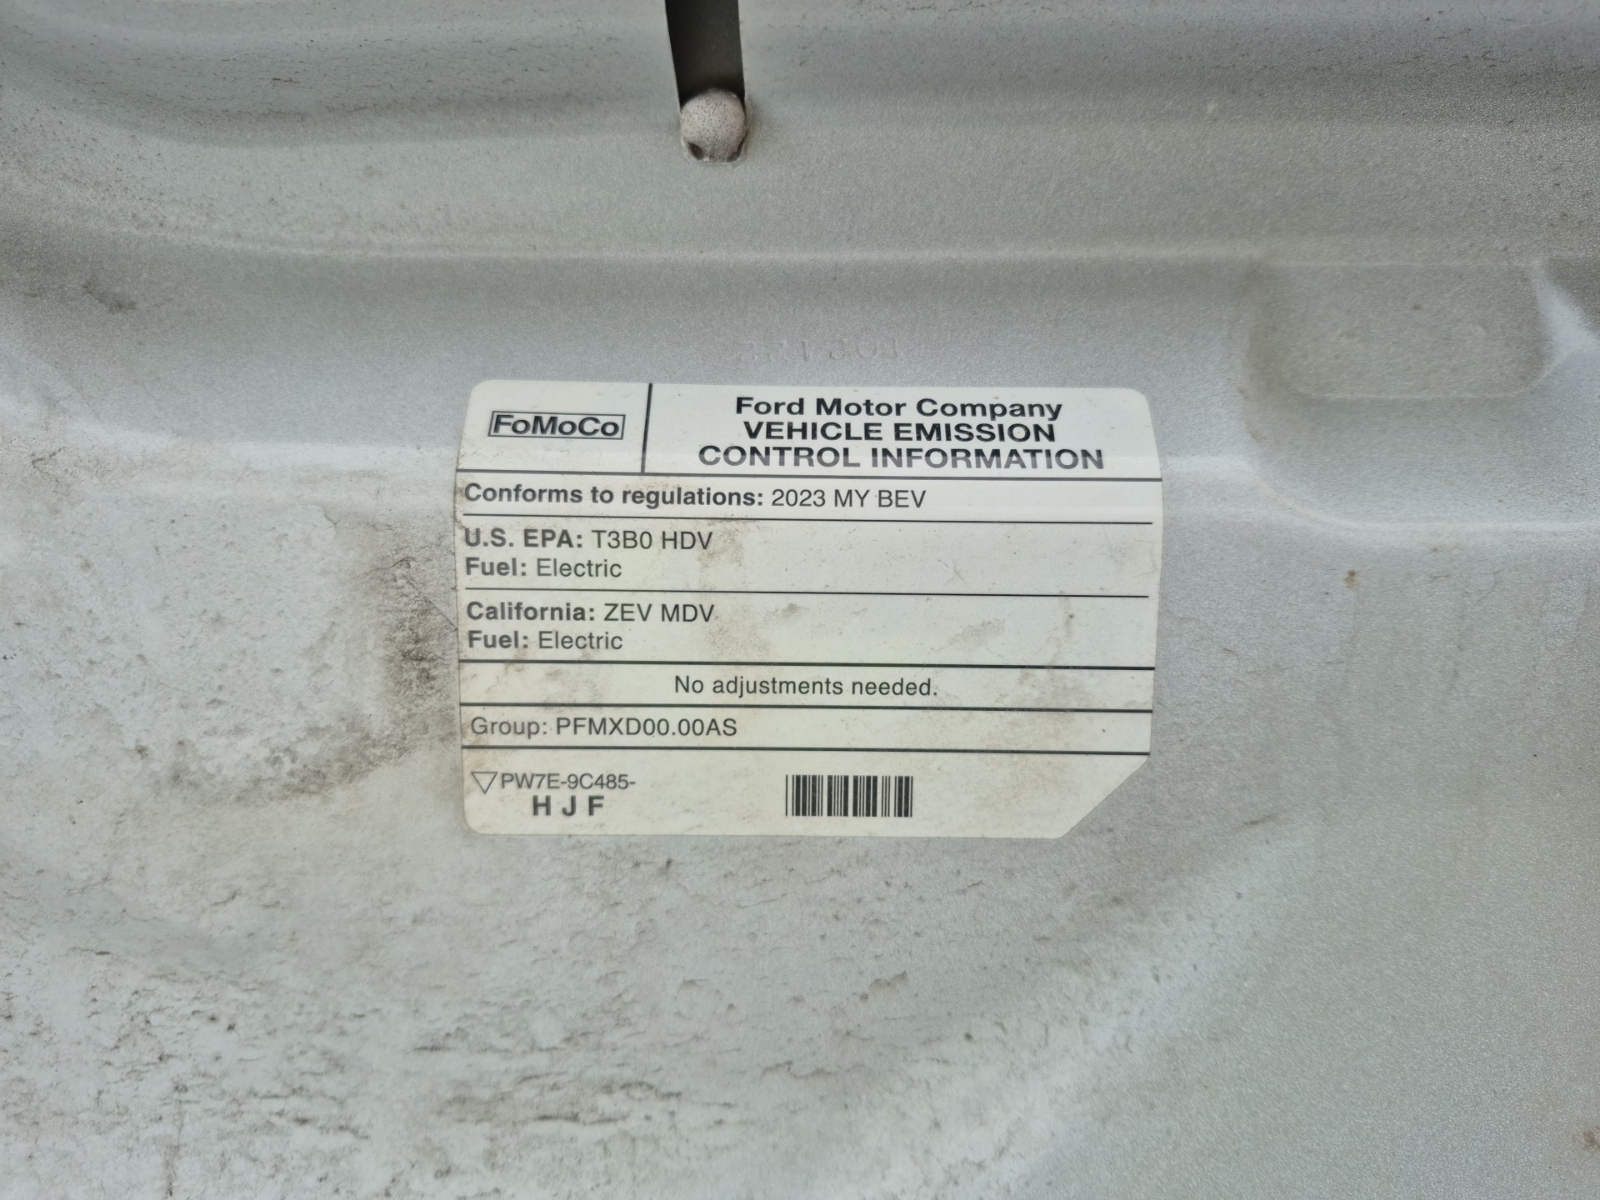 FoMoCo
Ford Motor Company
VEHICLE EMISSION
CONTROL INFORMATION
Conforms to regulations: 2023 MY BEV
U.S. EPA: T3B0 HDV
Fuel: Electric
California: ZEV MDV
Fuel: Electric
No adjustments needed.
Group: PFMXD00.00AS
PW7E-9C485-
H J F